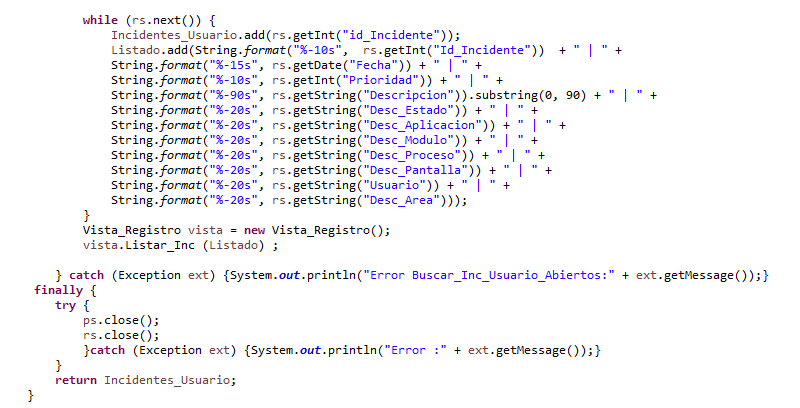 while (rs.next()) {
Incidentes_Usuario.add(rs.getInt("id_Incidente"));
Listado.add(String.format("%-10s",  rs.getInt("Id_Incidente"))  + " | " +
String.format("%-15s", rs.getDate("Fecha")) + " | " +
String.format("%-10s", rs.getInt("Prioridad")) + " | " +
String.format("%-90s", rs.getString("Descripcion")).substring(0, 90) + " | " +
String.format("%-20s", rs.getString("Desc_Estado")) + " | " +
String.format("%-20s", rs.getString("Desc_Aplicacion")) + " | " +
String.format("%-20s", rs.getString("Desc_Modulo")) + " | " +
String.format("%-20s", rs.getString("Desc_Proceso")) + " | " +
String.format("%-20s", rs.getString("Desc_Pantalla")) + " | " +
String.format("%-20s", rs.getString("Usuario")) + " | " +
String.format("%-20s", rs.getString("Desc_Area")));
}
Vista_Registro vista = new Vista_Registro();
vista.Listar_Inc (Listado) ;
} catch (Exception ext) {System.out.println("Error Buscar_Inc_Usuario_Abiertos:" + ext.getMessage());}
finally {
try {
ps.close();
rs.close();
}catch (Exception ext) {System.out.println("Error :" + ext.getMessage());}
}
return Incidentes_Usuario;
}